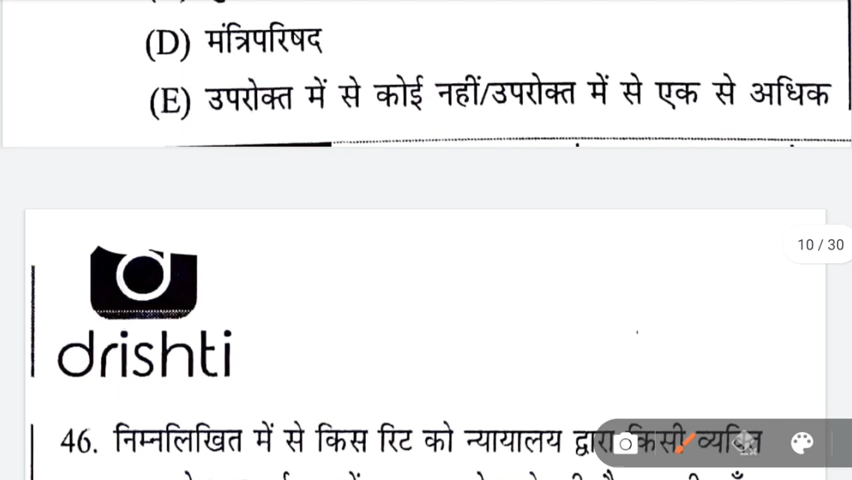 (D) मंत्रिपरिषद
(E) उपरोक्त में से कोई नहीं/उपरोक्त में से एक से अधिक
10 / 30
drishti
46. निम्नलिखित में से किस रिट को न्यायालय द्वारा किसी व्यक्ति